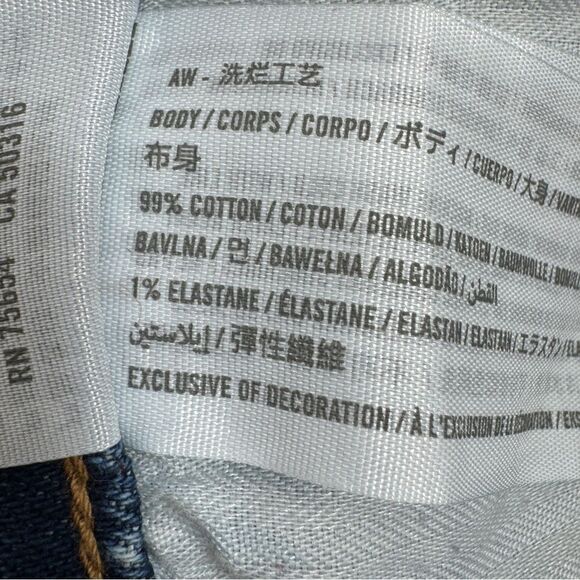 RN 75654 CA 50316
AW - 洗烂工艺
BODY / CORPS / CORPO / ボディ / CUERPO / 大身 /
布身
99% COTTON / COTON / BOMULD / KATOEN / BAUMWOLLE /
BAVLNA / 면 / BAWEŁNA / ALGODÃO / القطن /
1% ELASTANE / ÉLASTANE / ELASTAN / ELASTAN / エラスタン /
إيلاستين / 彈性纖維
EXCLUSIVE OF DECORATION / À L'EXCLUSION DE LA DÉCORATION /